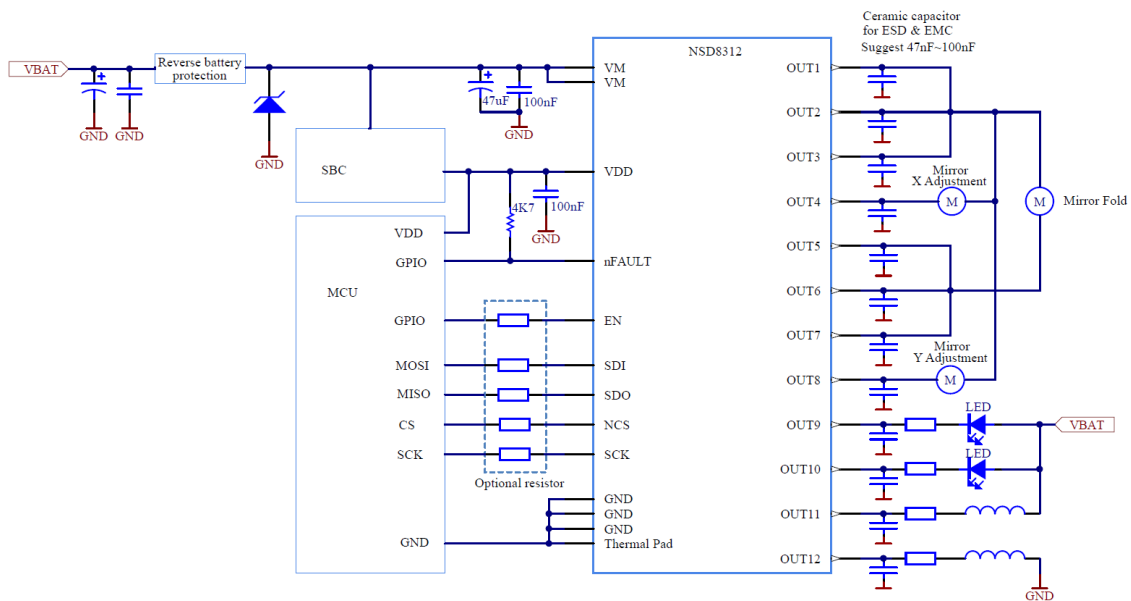 Ceramic capacitor
for ESD & EMC
Suggest 47nF~100nF
NSD8312
VBAT
Reverse battery
protection
VM
VM
OUT1
47uF
100nF
GND
GND
GND
GND
OUT2
SBC
VDD
OUT3
Mirror
X Adjustment
4K7
100nF
OUT4
M
M
Mirror Fold
VDD
GND
GPIO
nFAULT
OUT5
MCU
OUT6
GPIO
EN
OUT7
Mirror
Y Adjustment
MOSI
SDI
OUT8
M
MISO
SDO
LED
CS
NCS
OUT9
VBAT
SCK
SCK
LED
OUT10
Optional resistor
GND
GND
OUT11
GND
GND
Thermal Pad
OUT12
GND